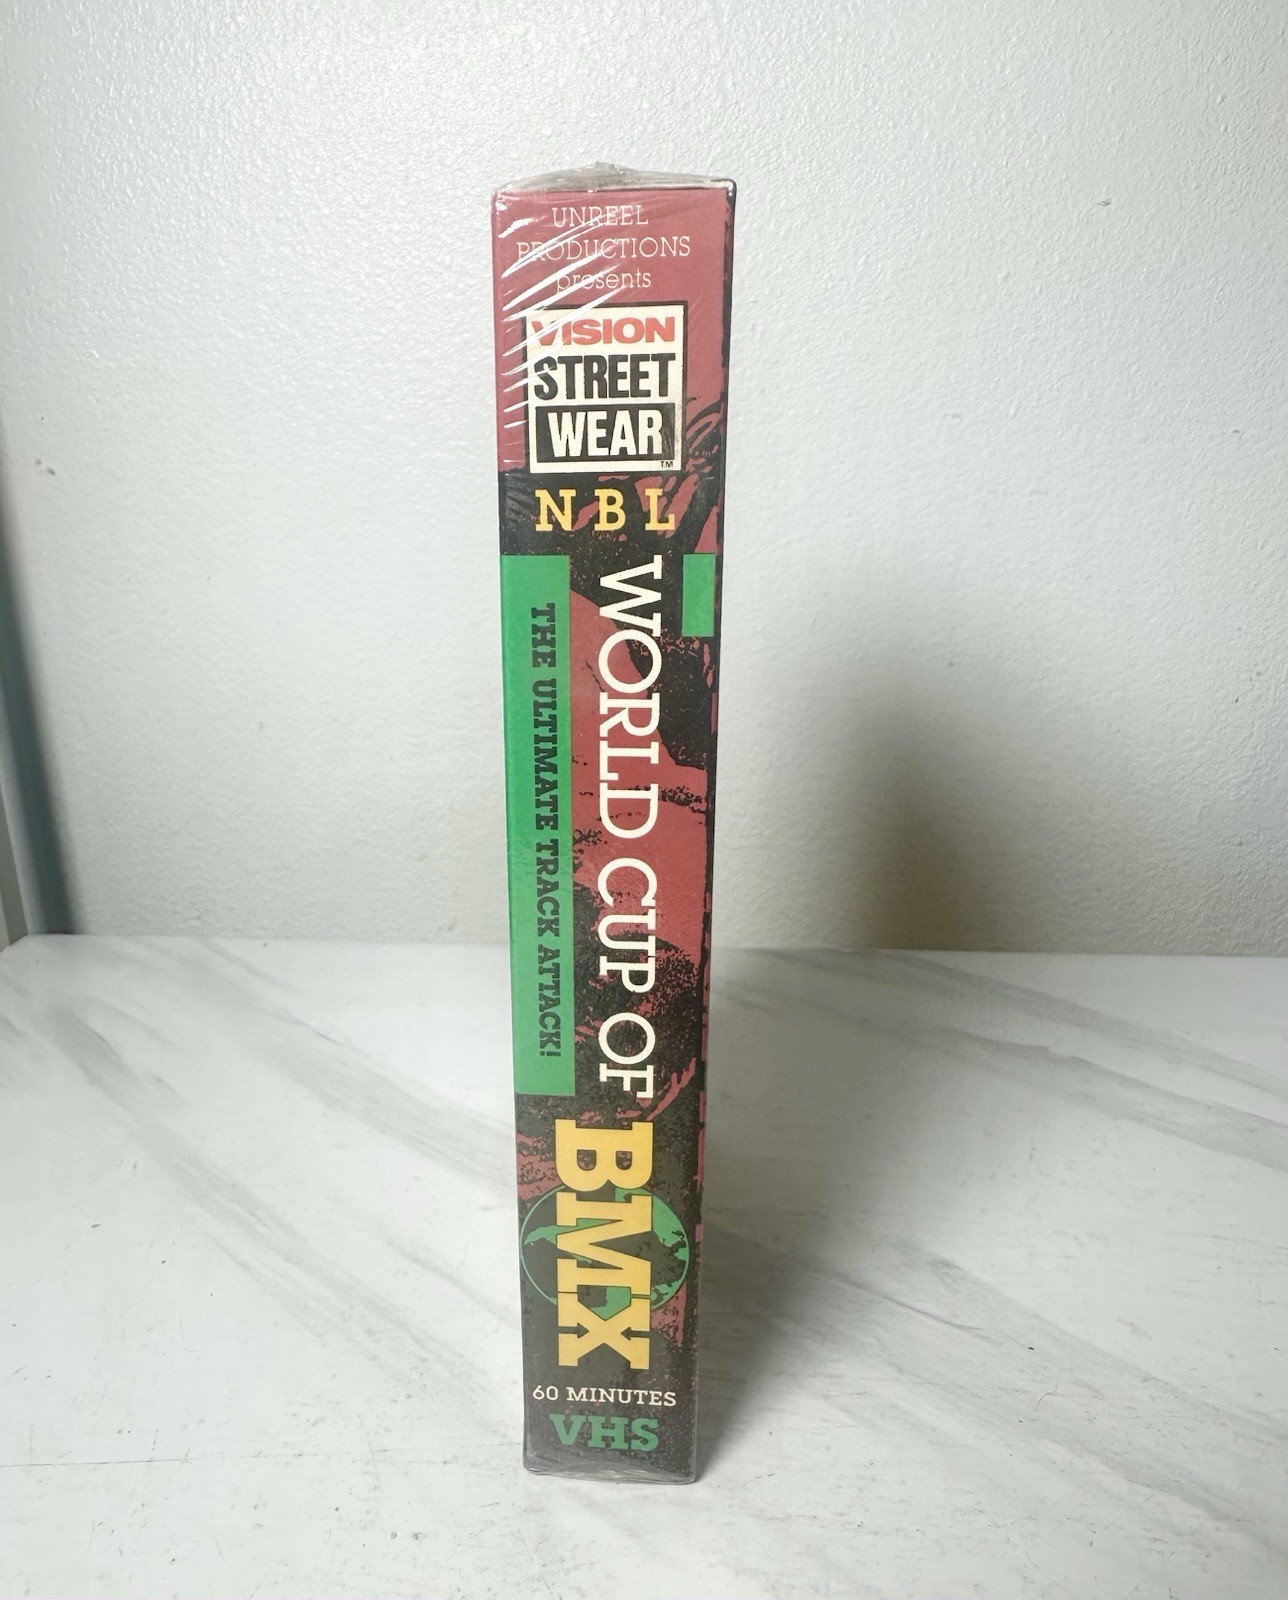 UNREEL
PRODUCTIONS
presents
VISION
STREET
WEAR
TM
NBL
WORLD CUP OF
BMX
THE ULTIMATE TRACK ATTACK!
60 MINUTES
VHS